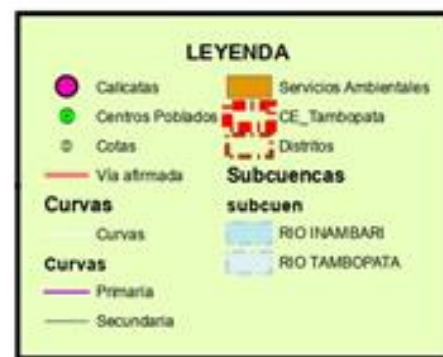 LEYENDA
Calicatas
Centros Poblados
Cotas
Vía afirmada
Curvas
Curvas
Curvas
Primaria
Secundaria
Servicios Ambientales
CE_Tambopata
Distritos
Subcuencas
subcuen
RIO INAMBARI
RIO TAMBOPATA